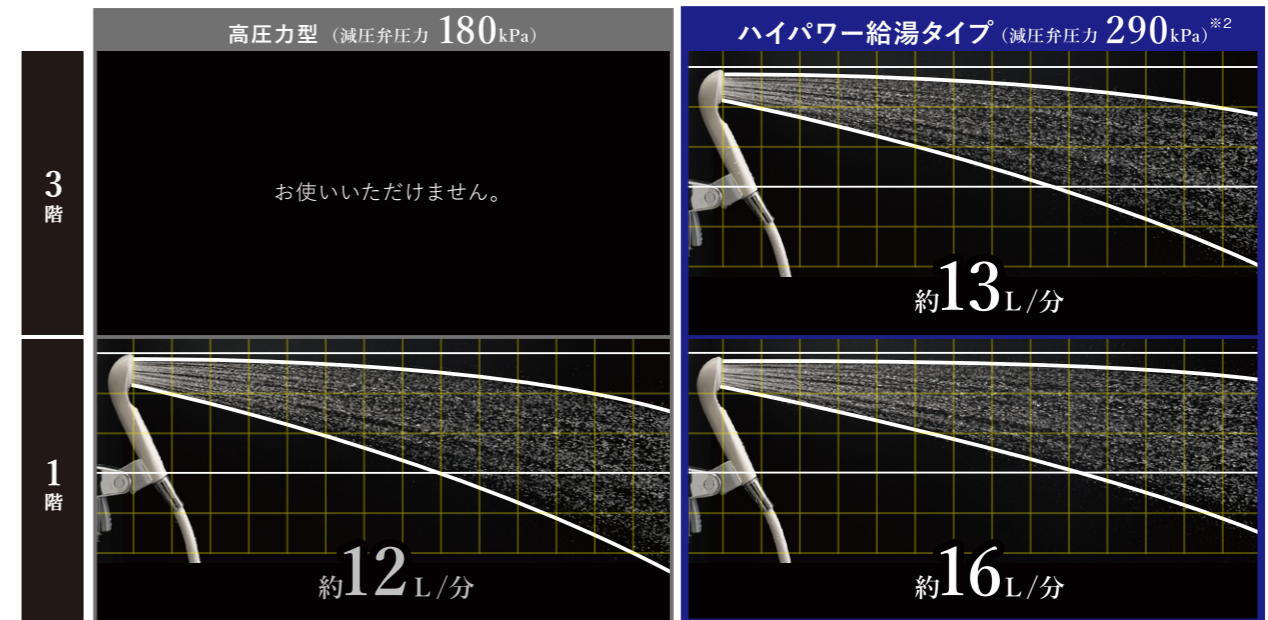 高圧力型（減圧弁圧力 180kPa）
ハイパワー給湯タイプ（減圧弁圧力 290kPa）※2
3階
お使いいただけません。
約13L/分
1階
約12L/分
約16L/分